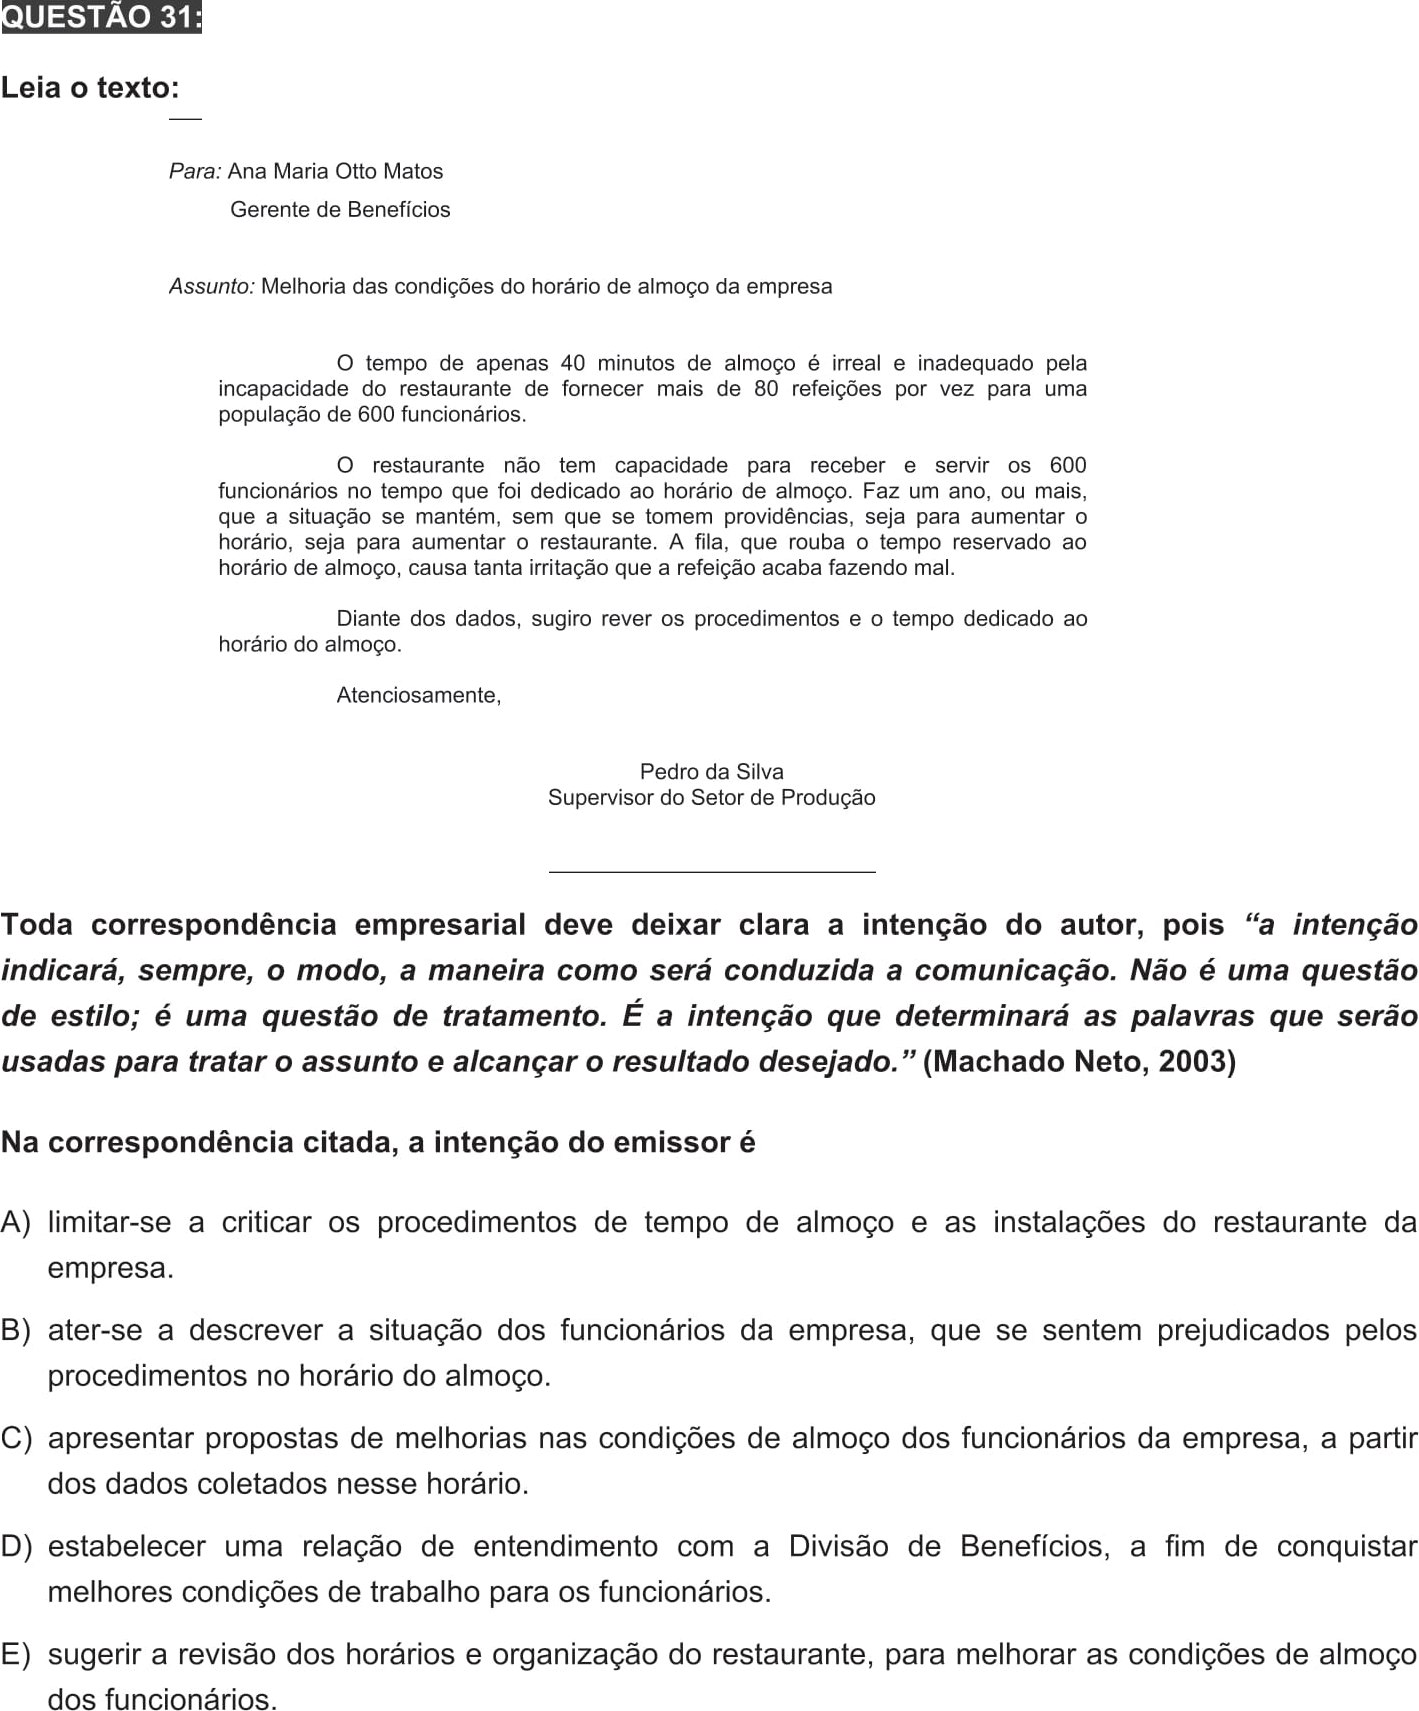 QUESTÃO 31:
Leia o texto:
Para: Ana Maria Otto Matos
Gerente de Benefícios
Assunto: Melhoria das condições do horário de almoço da empresa
O tempo de apenas 40 minutos de almoço é irreal e inadequado pela
incapacidade do restaurante de fornecer mais de 80 refeições por vez para uma
população de 600 funcionários.
O restaurante não tem capacidade para receber e servir os 600
funcionários no tempo que foi dedicado ao horário de almoço. Faz um ano, ou mais,
que a situação se mantém, sem que se tomem providências, seja para aumentar o
horário, seja para aumentar o restaurante. A fila, que rouba o tempo reservado ao
horário de almoço, causa tanta irritação que a refeição acaba fazendo mal.
Diante dos dados, sugiro rever os procedimentos e o tempo dedicado ao
horário do almoço.
Atenciosamente,
Pedro da Silva
Supervisor do Setor de Produção
Toda correspondência empresarial deve deixar clara a intenção do autor, pois “a intenção
indicará, sempre, o modo, a maneira como será conduzida a comunicação. Não é uma questão
de estilo; é uma questão de tratamento. É a intenção que determinará as palavras que serão
usadas para tratar o assunto e alcançar o resultado desejado.” (Machado Neto, 2003)
Na correspondência citada, a intenção do emissor é
A) limitar-se a criticar os procedimentos de tempo de almoço e as instalações do restaurante da
empresa.
B) ater-se a descrever a situação dos funcionários da empresa, que se sentem prejudicados pelos
procedimentos no horário do almoço.
C) apresentar propostas de melhorias nas condições de almoço dos funcionários da empresa, a partir
dos dados coletados nesse horário.
D) estabelecer uma relação de entendimento com a Divisão de Benefícios, a fim de conquistar
melhores condições de trabalho para os funcionários.
E) sugerir a revisão dos horários e organização do restaurante, para melhorar as condições de almoço
dos funcionários.